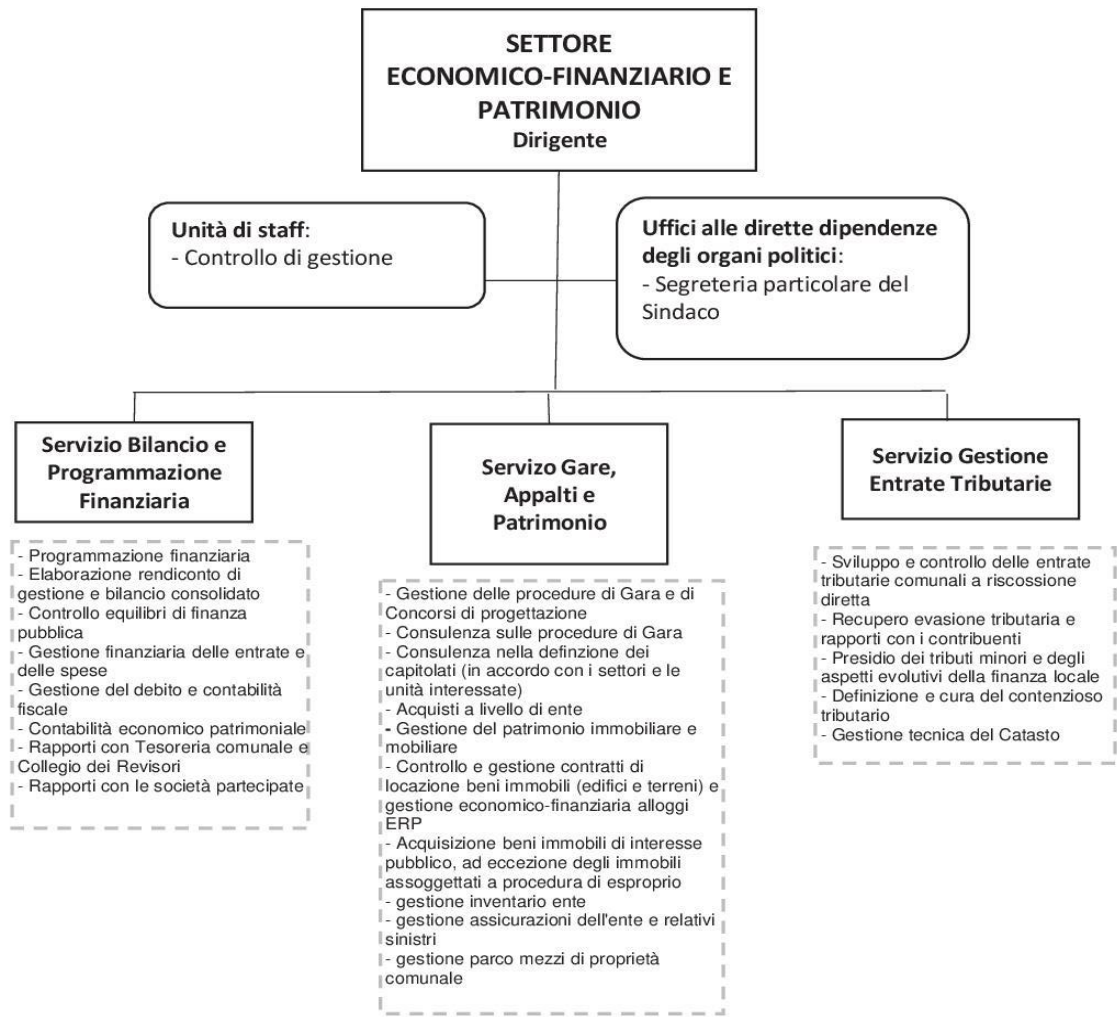 SETTORE
ECONOMICO-FINANZIARIO E
PATRIMONIO
Dirigente
Unità di staff:
- Controllo di gestione
Uffici alle dirette dipendenze
degli organi politici:
- Segreteria particolare del
Sindaco
Servizio Bilancio e
Programmazione
Finanziaria
- Programmazione finanziaria
- Elaborazione rendiconto di
gestione e bilancio consolidato
- Controllo equilibri di finanza
pubblica
- Gestione finanziaria delle entrate e
delle spese
- Gestione del debito e contabilità
fiscale
- Contabilità economico patrimoniale
- Rapporti con Tesoreria comunale e
Collegio dei Revisori
- Rapporti con le società partecipate
Servizo Gare,
Appalti e
Patrimonio
- Gestione delle procedure di Gara e di
Concorsi di progettazione
- Consulenza sulle procedure di Gara
- Consulenza nella definzione dei
capitolati (in accordo con i settori e le
unità interessate)
- Acquisti a livello di ente
- Gestione del patrimonio immobiliare e
mobiliare
- Controllo e gestione contratti di
locazione beni immobili (edifici e terreni) e
gestione economico-finanziaria alloggi
ERP
- Acquisizione beni immobili di interesse
pubblico, ad eccezione degli immobili
assoggettati a procedura di esproprio
- gestione inventario ente
- gestione assicurazioni dell'ente e relativi
sinistri
- gestione parco mezzi di proprietà
comunale
Servizio Gestione
Entrate Tributarie
- Sviluppo e controllo delle entrate
tributarie comunali a riscossione
diretta
- Recupero evasione tributaria e
rapporti con i contribuenti
- Presidio dei tributi minori e degli
aspetti evolutivi della finanza locale
- Definizione e cura del contenzioso
tributario
- Gestione tecnica del Catasto